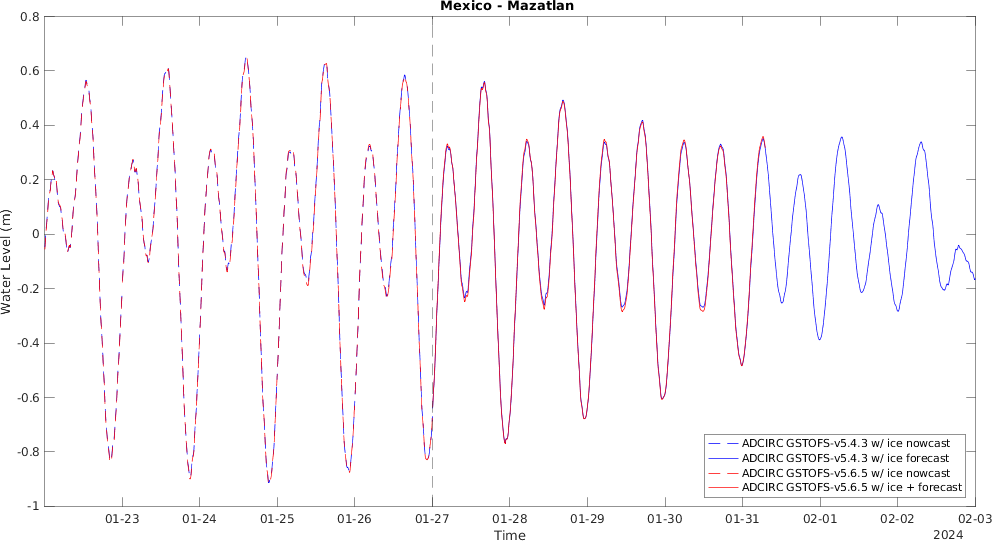 Mexico - Mazatlan
0.8
0.6
0.4
0.2
0
-0.2
-0.4
-0.6
-0.8
-1
Water Level (m)
ADCIRC GSTOFS-v5.4.3 w/ ice nowcast
ADCIRC GSTOFS-v5.4.3 w/ ice forecast
ADCIRC GSTOFS-v5.6.5 w/ ice nowcast
ADCIRC GSTOFS-v5.6.5 w/ ice + forecast
01-23 01-24 01-25 01-26 01-27 01-28 01-29 01-30 01-31 02-01 02-02 02-03
Time
2024